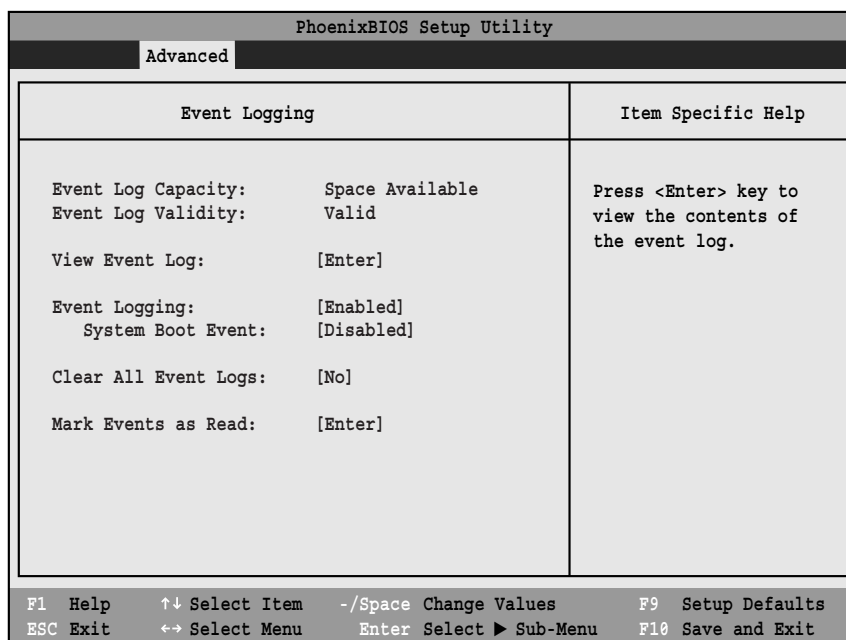 PhoenixBIOS Setup Utility
Advanced
Event Logging
Item Specific Help
Event Log Capacity: Space Available
Event Log Validity: Valid
View Event Log: [Enter]
Event Logging: [Enabled]
System Boot Event: [Disabled]
Clear All Event Logs: [No]
Mark Events as Read: [Enter]
Press <Enter> key to
view the contents of
the event log.
F1 Help ↑↓ Select Item -/Space Change Values F9 Setup Defaults
ESC Exit ←→ Select Menu Enter Select ▶ Sub-Menu F10 Save and Exit